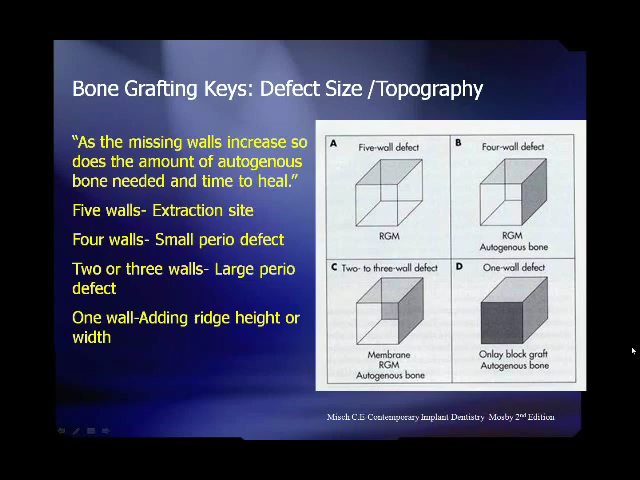 Bone Grafting Keys: Defect Size /Topography
“As the missing walls increase so
does the amount of autogenous
bone needed and time to heal.”
Five walls- Extraction site
Four walls- Small perio defect
Two or three walls- Large perio
defect
One wall-Adding ridge height or
width
A Five-wall defect
RGM
B Four-wall defect
RGM
Autogenous bone
C Two- to three-wall defect
Membrane
RGM
Autogenous bone
D One-wall defect
Onlay block graft
Autogenous bone
Misch C.E Contemporary Implant Dentistry Mosby 2nd Edition